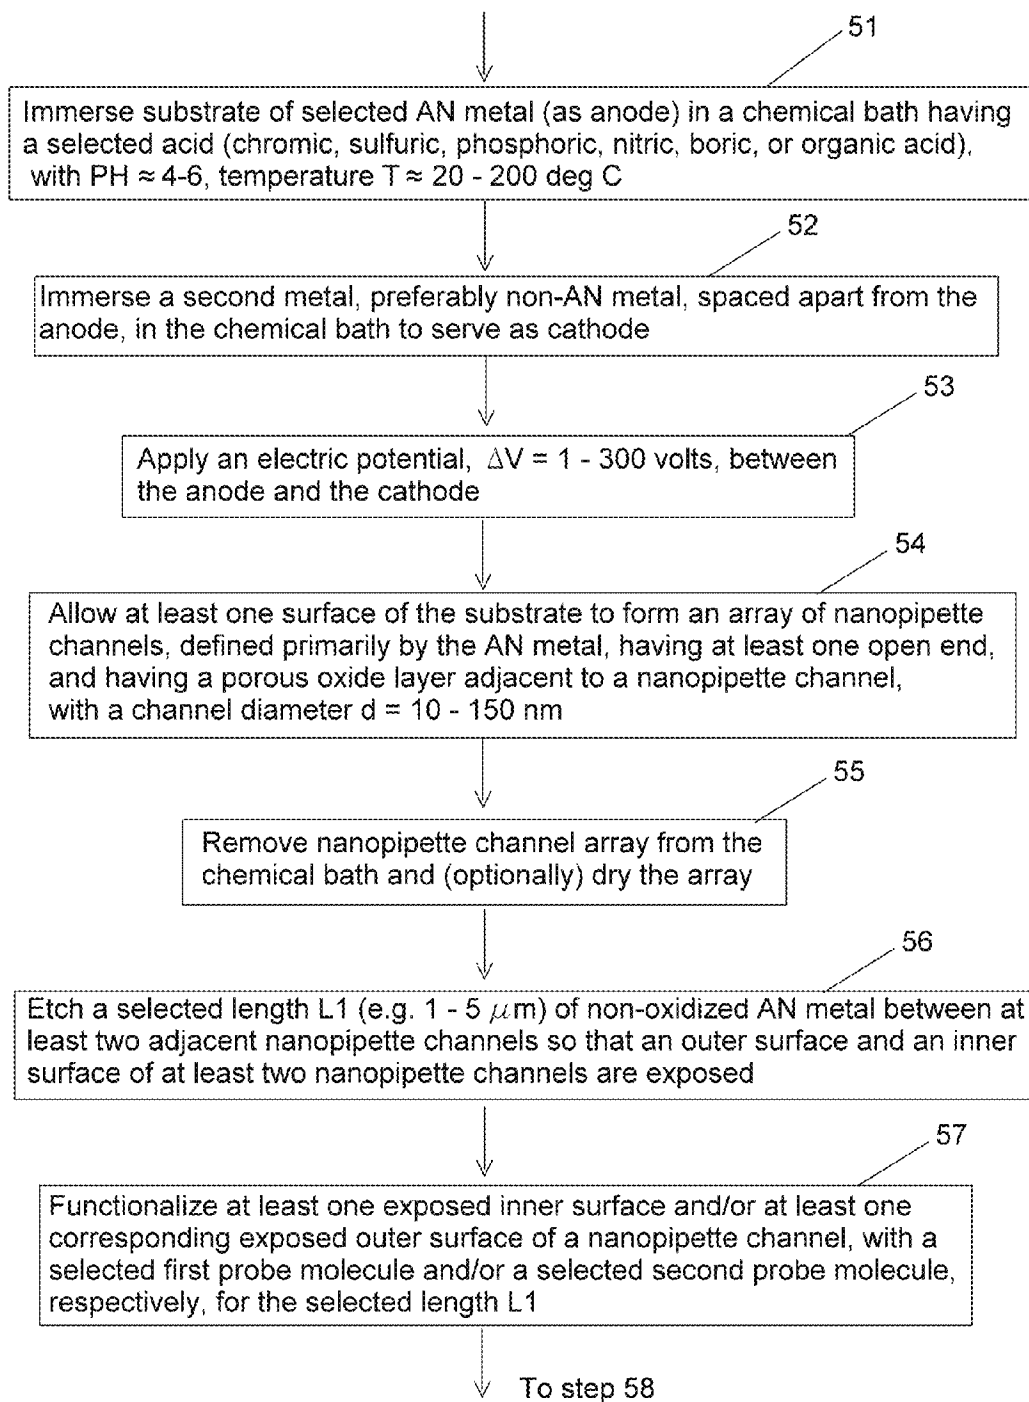 51
Immerse substrate of selected AN metal (as anode) in a chemical bath having
a selected acid (chromic, sulfuric, phosphoric, nitric, boric, or organic acid),
with PH ≈ 4-6, temperature T ≈ 20 - 200 deg C
52
Immerse a second metal, preferably non-AN metal, spaced apart from the
anode, in the chemical bath to serve as cathode
53
Apply an electric potential, ΔV = 1 - 300 volts, between
the anode and the cathode
54
Allow at least one surface of the substrate to form an array of nanopipette
channels, defined primarily by the AN metal, having at least one open end,
and having a porous oxide layer adjacent to a nanopipette channel,
with a channel diameter d = 10 - 150 nm
55
Remove nanopipette channel array from the
chemical bath and (optionally) dry the array
56
Etch a selected length L1 (e.g. 1 - 5 μm) of non-oxidized AN metal between at
least two adjacent nanopipette channels so that an outer surface and an inner
surface of at least two nanopipette channels are exposed
57
Functionalize at least one exposed inner surface and/or at least one
corresponding exposed outer surface of a nanopipette channel, with a
selected first probe molecule and/or a selected second probe molecule,
respectively, for the selected length L1
To step 58